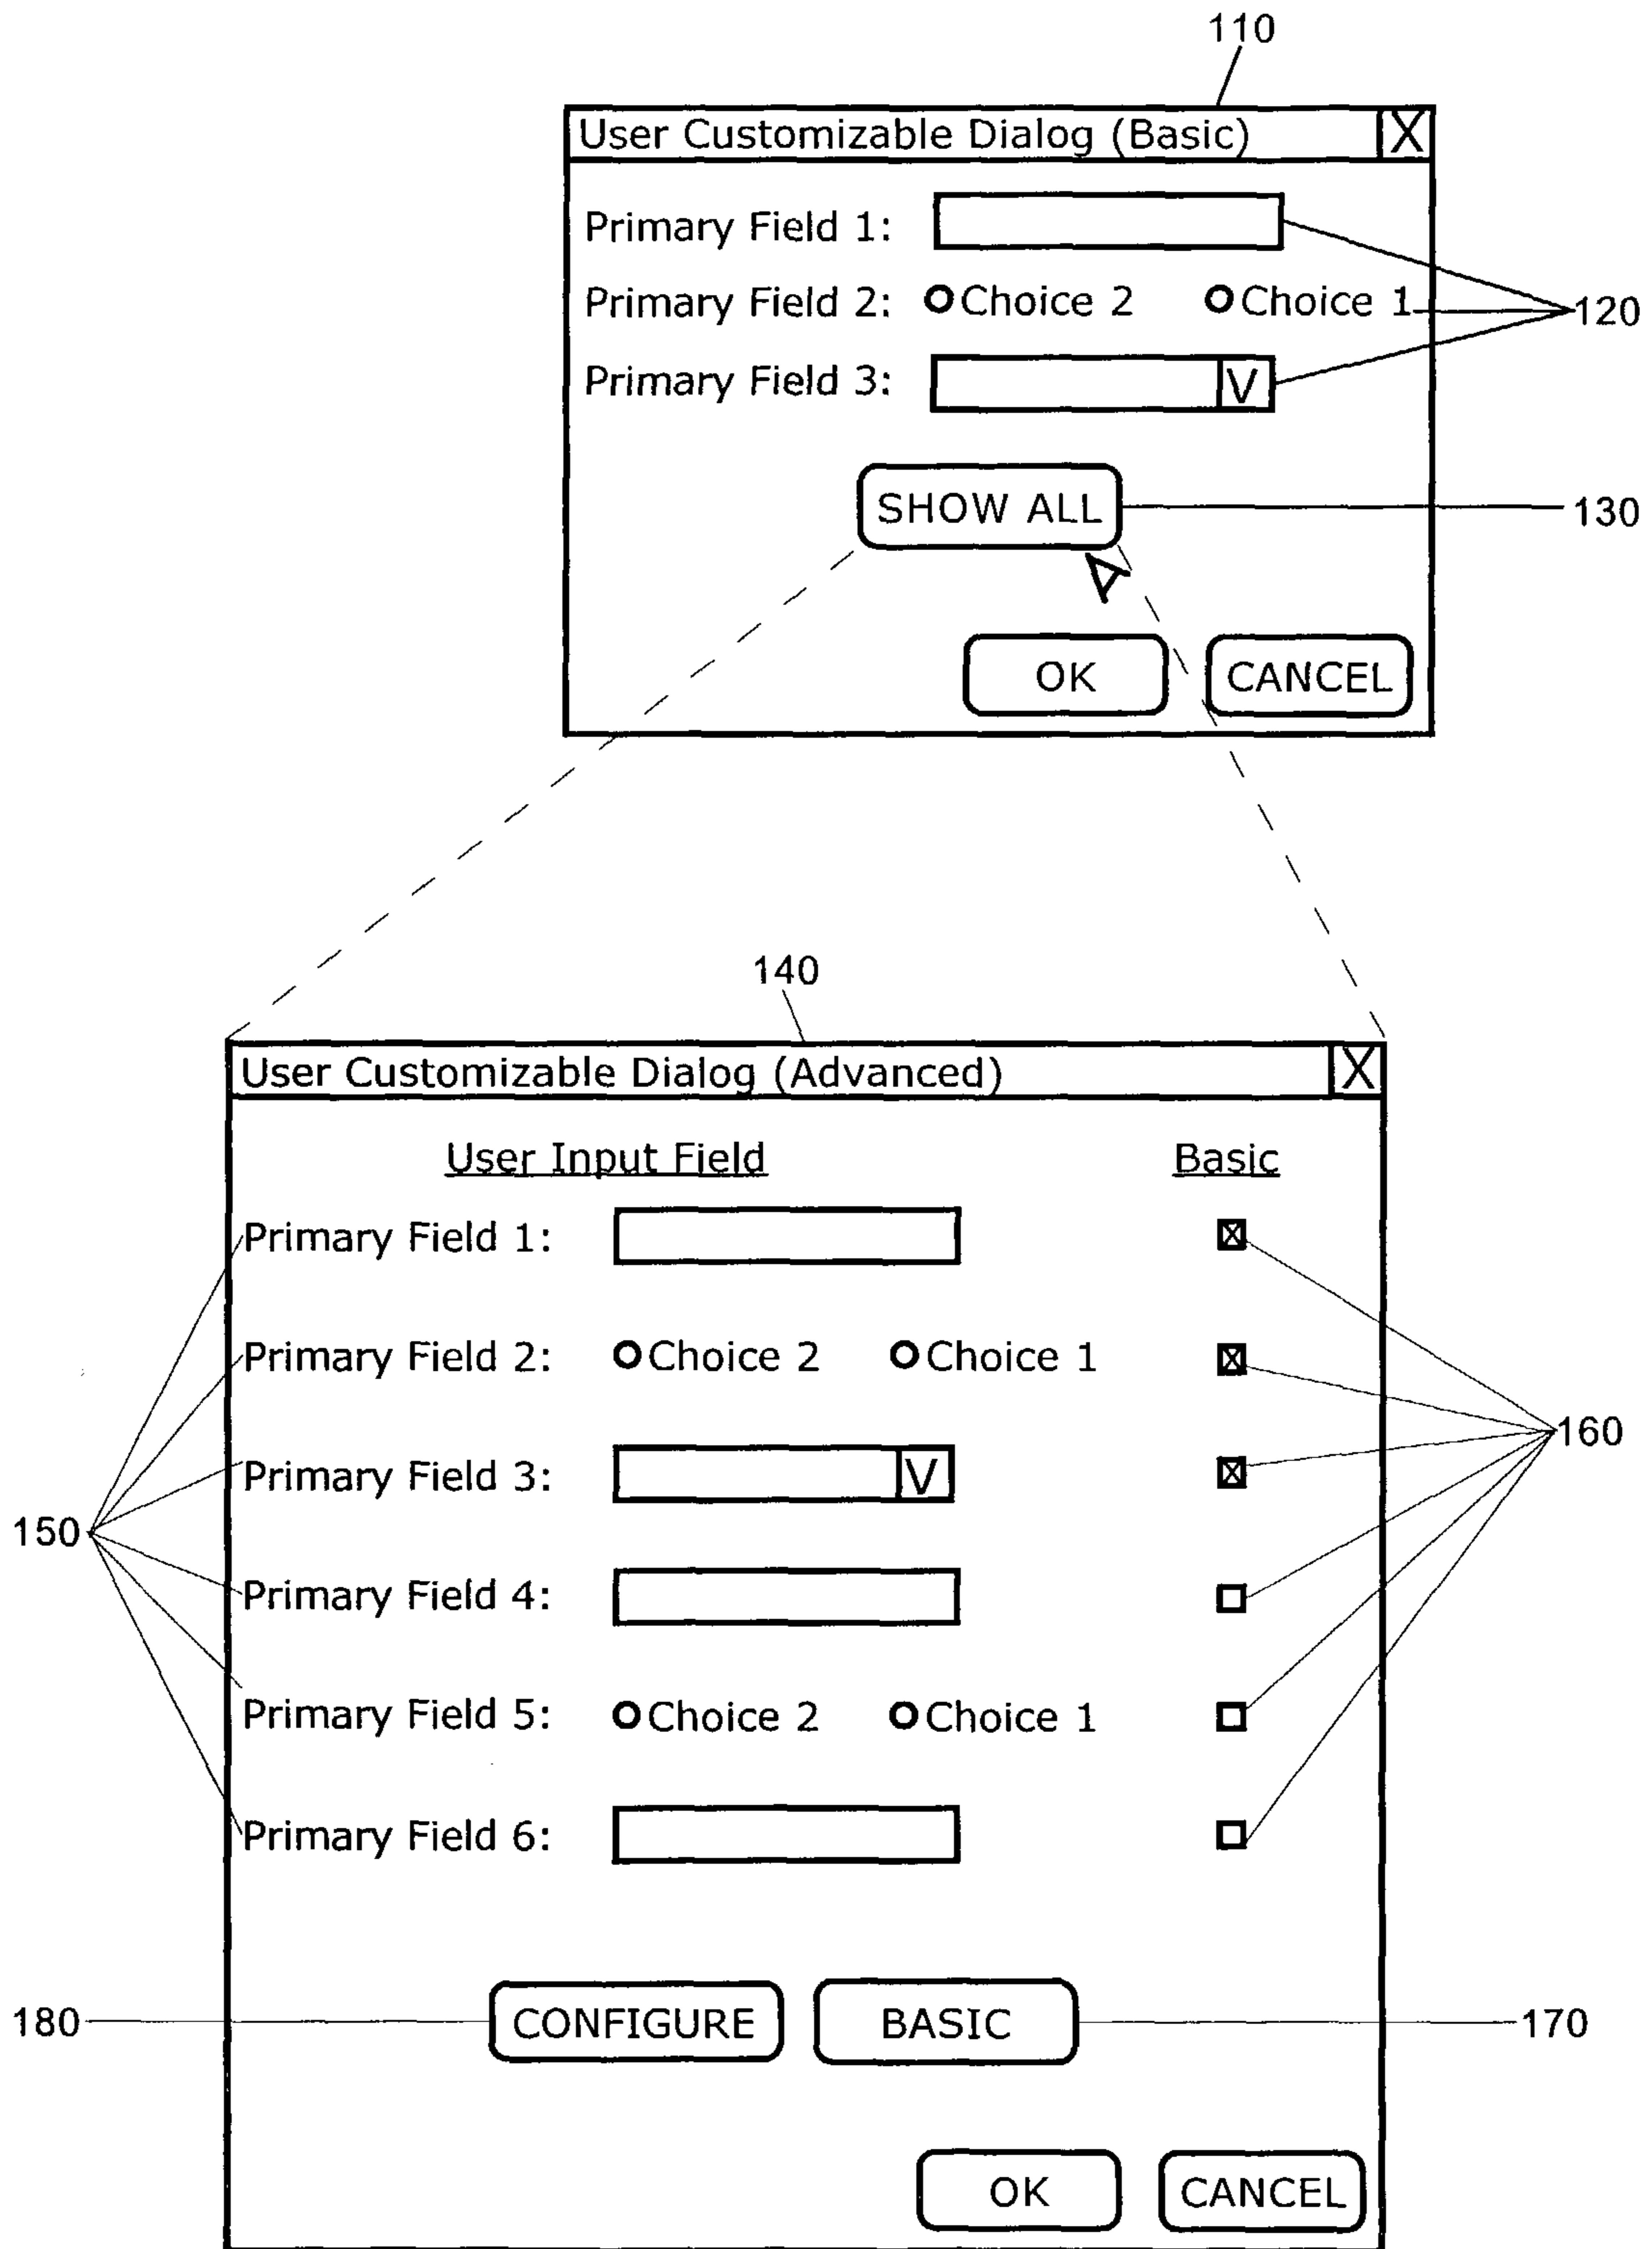 110
User Customizable Dialog (Basic) X
Primary Field 1:
Primary Field 2: Choice 2 Choice 1
120
Primary Field 3: V
SHOW ALL
130
OK CANCEL
140
User Customizable Dialog (Advanced) X
User Input Field Basic
Primary Field 1:
Primary Field 2: Choice 2 Choice 1
160
Primary Field 3: V
150
Primary Field 4:
Primary Field 5: Choice 2 Choice 1
Primary Field 6:
180 CONFIGURE BASIC 170
OK CANCEL